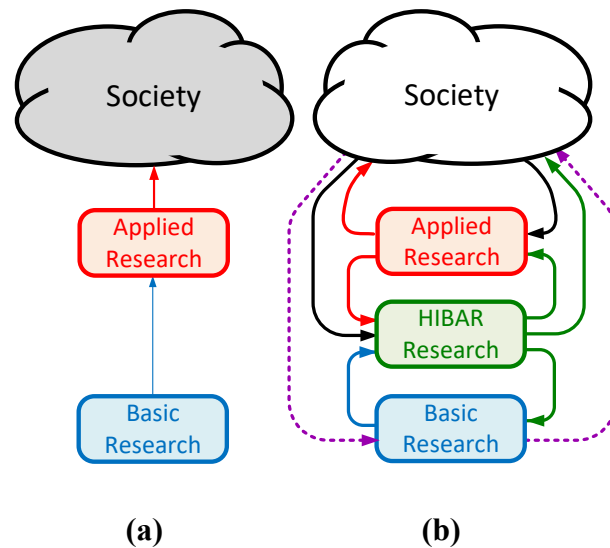 Society
Applied
Research
Basic
Research
(a)
Society
Applied
Research
HIBAR
Research
Basic
Research
(b)